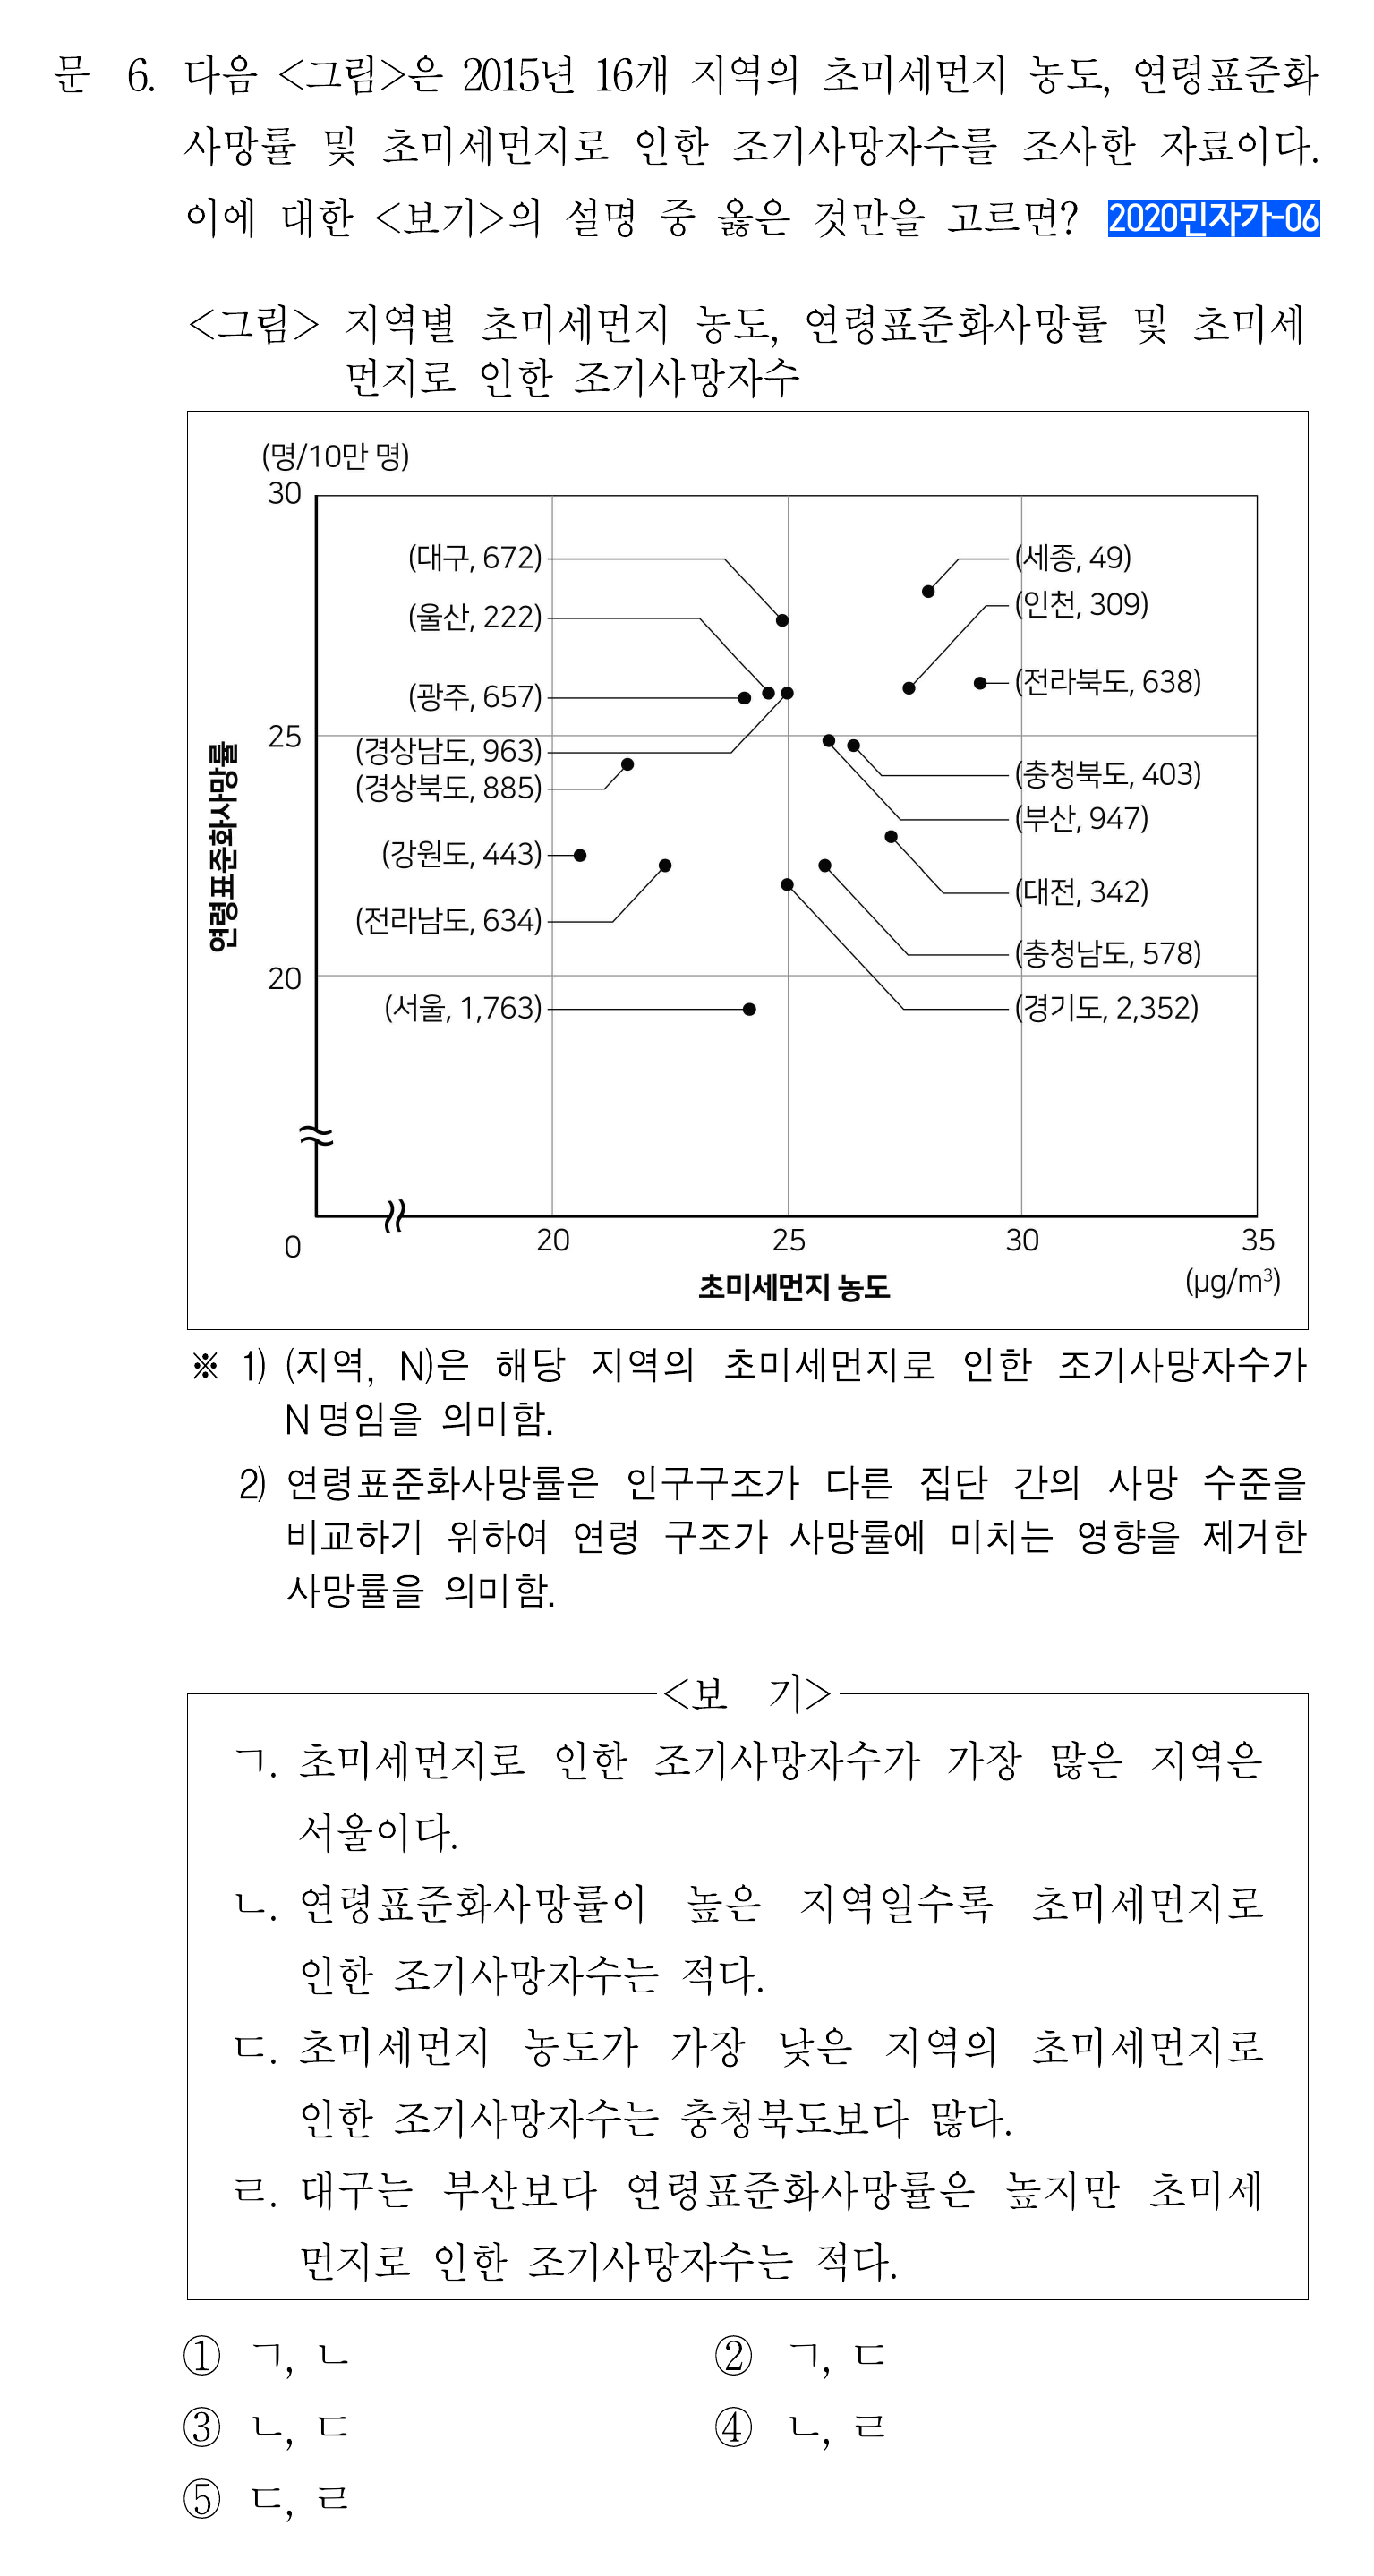 문 6. 다음 <그림>은 2015년 16개 지역의 초미세먼지 농도, 연령표준화
사망률 및 초미세먼지로 인한 조기사망자수를 조사한 자료이다.
이에 대한 <보기>의 설명 중 옳은 것만을 고르면? 2020민자가-06
<그림> 지역별 초미세먼지 농도, 연령표준화사망률 및 초미세
먼지로 인한 조기사망자수
(명/10만 명)
30
(대구, 672)
(세종, 49)
(울산, 222)
(인천, 309)
(광주, 657)
(전라북도, 638)
25
(경상남도, 963)
(경상북도, 885)
(충청북도, 403)
(부산, 947)
(강원도, 443)
(대전, 342)
(전라남도, 634)
(충청남도, 578)
20
(서울, 1,763)
(경기도, 2,352)
연령표준화사망률
0
20
25
30
35
초미세먼지 농도
(μg/m³)
※ 1) (지역, N)은 해당 지역의 초미세먼지로 인한 조기사망자수가
N명임을 의미함.
2) 연령표준화사망률은 인구구조가 다른 집단 간의 사망 수준을
비교하기 위하여 연령 구조가 사망률에 미치는 영향을 제거한
사망률을 의미함.
<보 기>
ㄱ. 초미세먼지로 인한 조기사망자수가 가장 많은 지역은
서울이다.
ㄴ. 연령표준화사망률이 높은 지역일수록 초미세먼지로
인한 조기사망자수는 적다.
ㄷ. 초미세먼지 농도가 가장 낮은 지역의 초미세먼지로
인한 조기사망자수는 충청북도보다 많다.
ㄹ. 대구는 부산보다 연령표준화사망률은 높지만 초미세
먼지로 인한 조기사망자수는 적다.
① ㄱ, ㄴ
② ㄱ, ㄷ
③ ㄴ, ㄷ
④ ㄴ, ㄹ
⑤ ㄷ, ㄹ